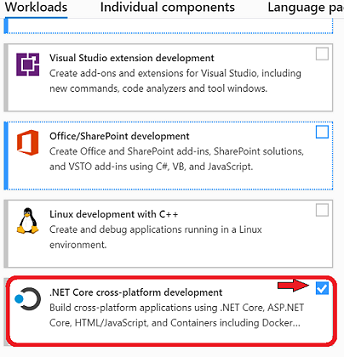 Workloads Individual components Language pa
Visual Studio extension development
Create add-ons and extensions for Visual Studio, including
new commands, code analyzers and tool windows.
Office/SharePoint development
Create Office and SharePoint add-ins, SharePoint solutions,
and VSTO add-ins using C#, VB, and JavaScript.
Linux development with C++
Create and debug applications running in a Linux
environment.
.NET Core cross-platform development
Build cross-platform applications using .NET Core, ASP.NET
Core, HTML/JavaScript, and Containers including Docker...